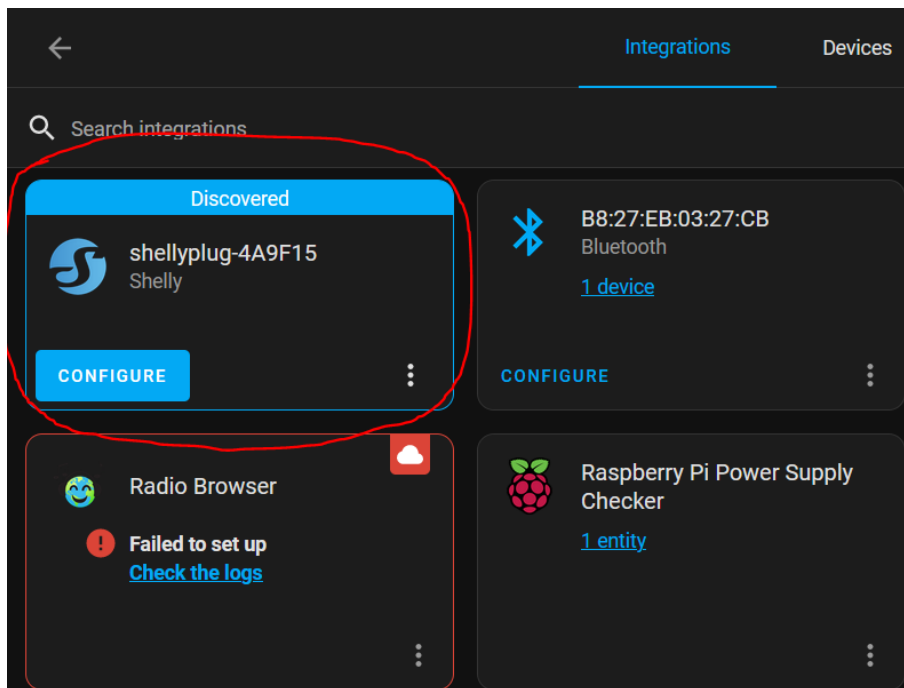 Integrations
Devices
Search integrations
Discovered
shellyplug-4A9F15
Shelly
CONFIGURE
B8:27:EB:03:27:CB
Bluetooth
1 device
CONFIGURE
Radio Browser
Failed to set up
Check the logs
Raspberry Pi Power Supply
Checker
1 entity